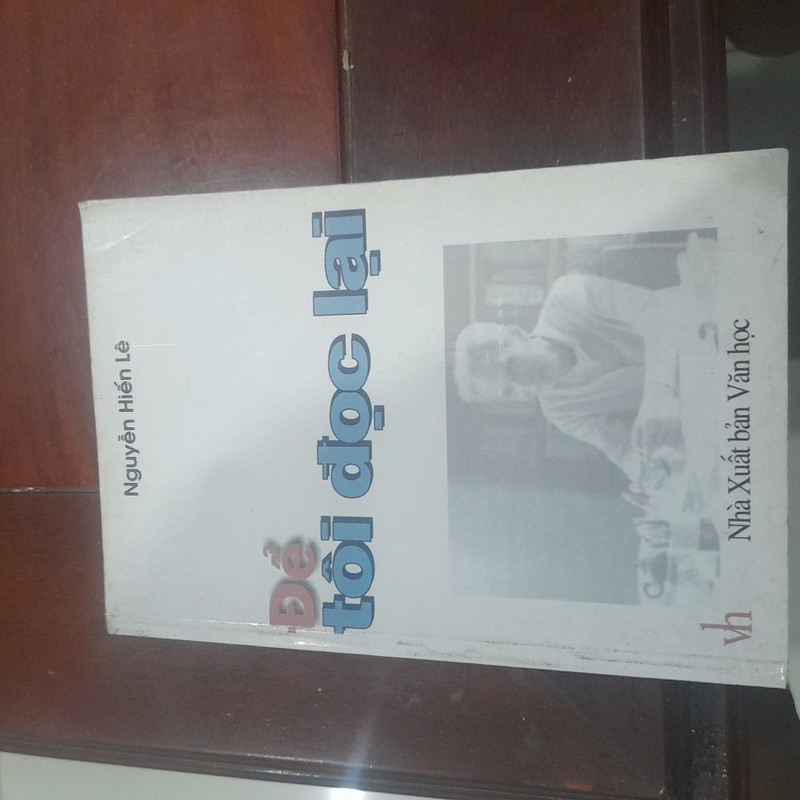 Nguyễn Hiến Lê
Để
tôi đọc lại
vh
Nhà Xuất bản Văn học